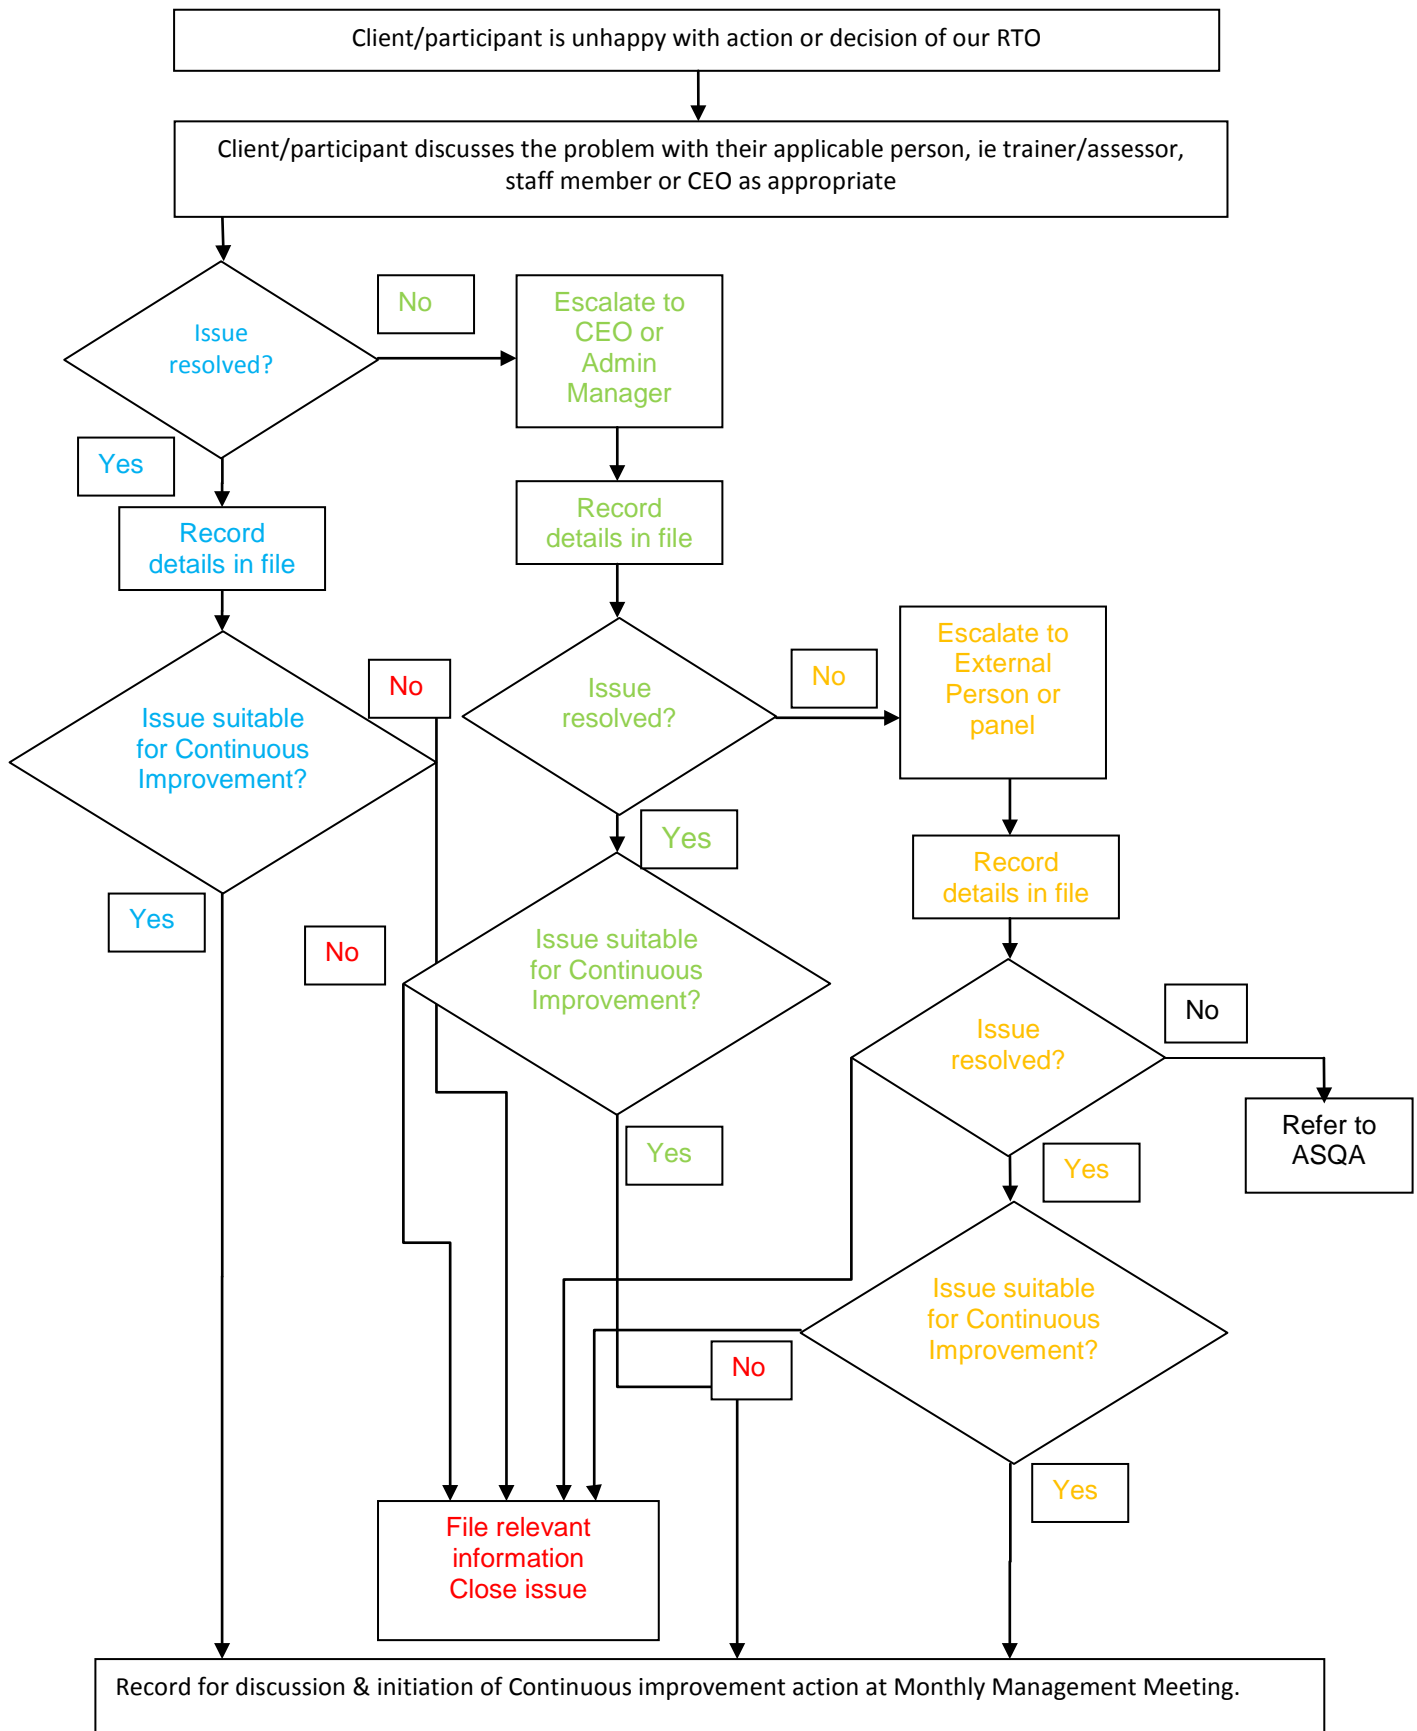 Client/participant is unhappy with action or decision of our RTO
Client/participant discusses the problem with their applicable person, ie trainer/assessor,
staff member or CEO as appropriate
Issue
resolved?
No
Escalate to
CEO or
Admin
Manager
Yes
Record
details in file
Record
details in file
Issue suitable
for Continuous
Improvement?
No
Issue
resolved?
No
Escalate to
External
Person or
panel
Yes
Record
details in file
Yes
No
Issue suitable
for Continuous
Improvement?
Issue
resolved?
No
Refer to
ASQA
Yes
Yes
Issue suitable
for Continuous
Improvement?
No
Yes
File relevant
information
Close issue
Record for discussion & initiation of Continuous improvement action at Monthly Management Meeting.